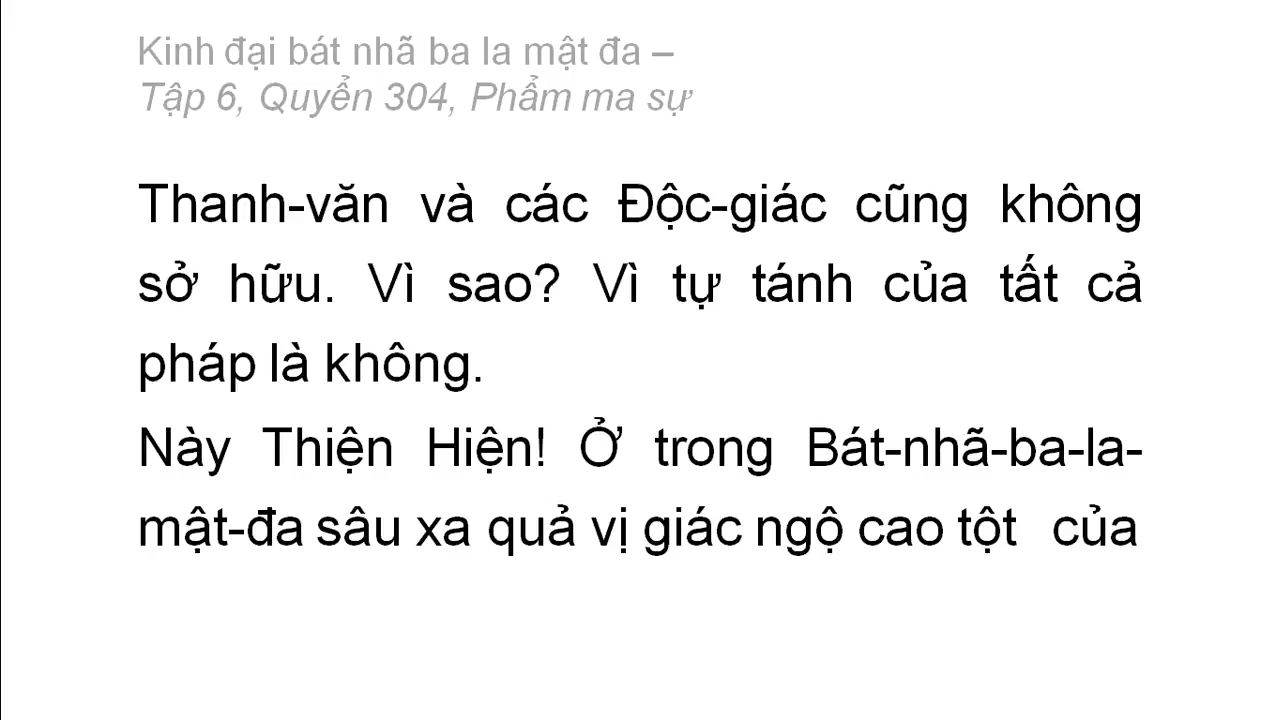 Kinh đại bát nhã ba la mật đa –
Tập 6, Quyển 304, Phẩm ma sự
Thanh-văn và các Độc-giác cũng không
sở hữu. Vì sao? Vì tự tánh của tất cả
pháp là không.
Này Thiện Hiện! Ở trong Bát-nhã-ba-la-
mật-đa sâu xa quả vị giác ngộ cao tột của